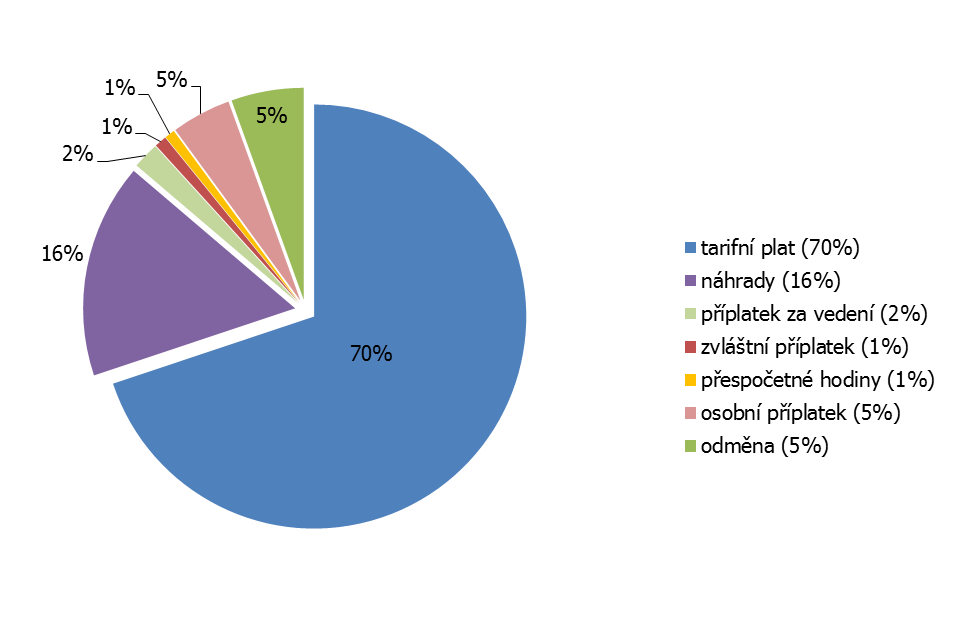 5%
1%
5%
1%
2%
16%
70%
tarifní plat (70%)
náhrady (16%)
příplatek za vedení (2%)
zvláštní příplatek (1%)
přespočetné hodiny (1%)
osobní příplatek (5%)
odměna (5%)